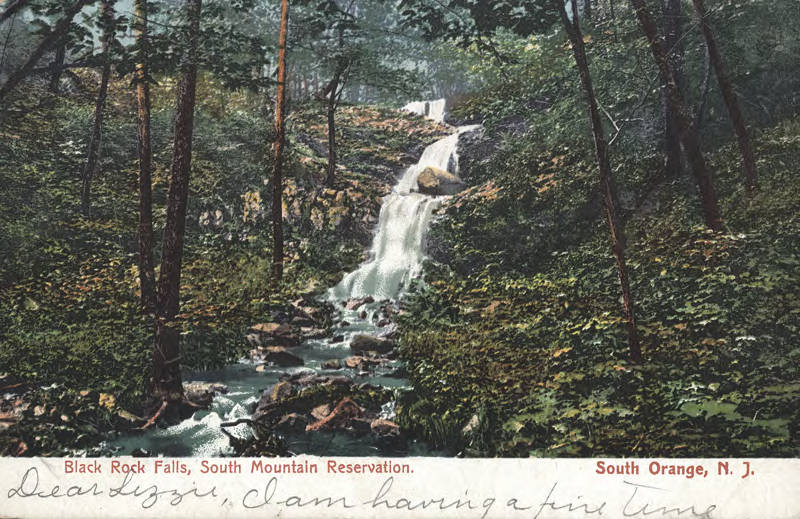 Black Rock Falls, South Mountain Reservation. South Orange, N. J.
Dear Lizzie, I am having a fine Time